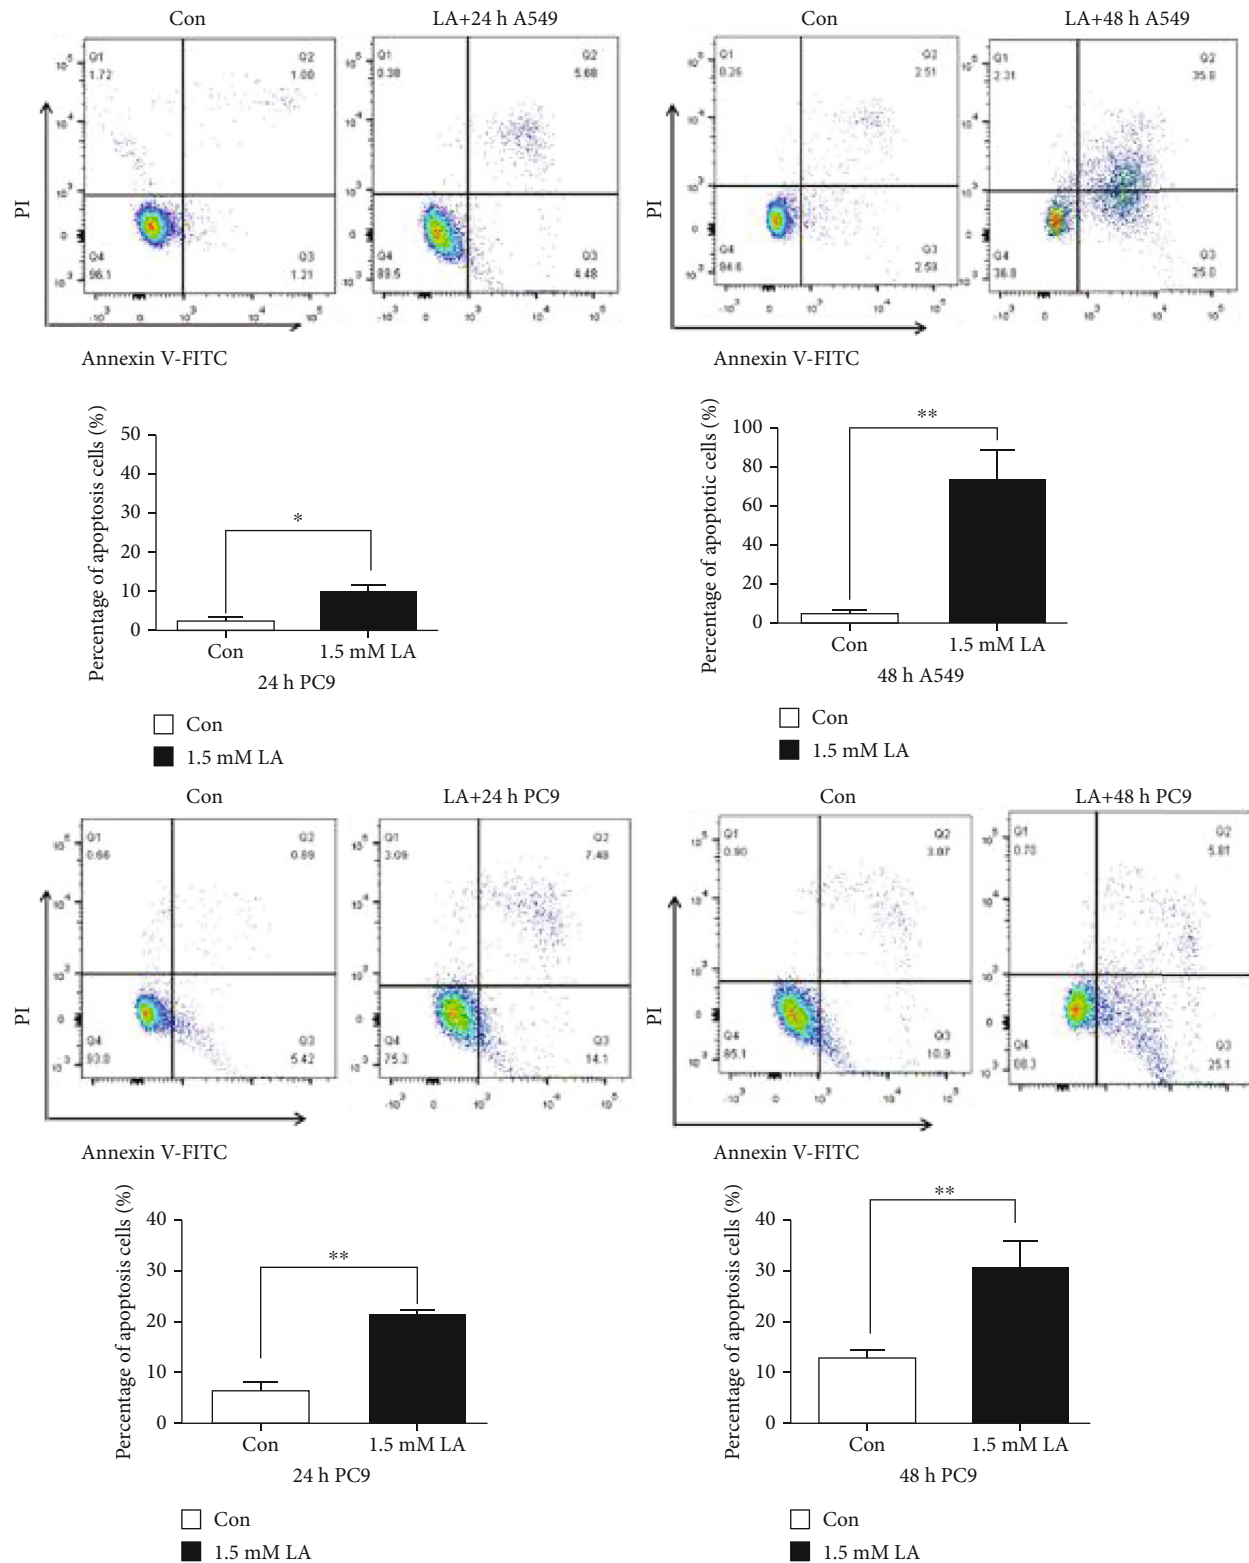 Con
LA+24 h A549
Con
LA+48 h A549
Q1
1.72
Q2
1.00
Q4
96.1
Q3
1.21
Q1
0.38
Q2
5.68
Q4
89.5
Q3
4.48
Q1
0.26
Q2
2.51
Q4
94.6
Q3
2.58
Q1
2.31
Q2
35.8
Q4
36.8
Q3
25.0
PI
PI
Annexin V-FITC
Annexin V-FITC
Percentage of apoptosis cells (%)
50
40
30
20
10
0
*
Con
1.5 mM LA
24 h PC9
Con
1.5 mM LA
Percentage of apoptotic cells (%)
100
80
60
40
20
0
**
Con
1.5 mM LA
48 h A549
Con
1.5 mM LA
Con
LA+24 h PC9
Con
LA+48 h PC9
Q1
0.66
Q2
0.89
Q4
93.0
Q3
5.42
Q1
3.09
Q2
7.48
Q4
75.3
Q3
14.1
Q1
0.90
Q2
3.07
Q4
85.1
Q3
10.9
Q1
0.70
Q2
5.81
Q4
68.3
Q3
25.1
PI
PI
Annexin V-FITC
Annexin V-FITC
Percentage of apoptosis cells (%)
40
30
20
10
0
**
Con
1.5 mM LA
24 h PC9
Con
1.5 mM LA
Percentage of apoptosis cells (%)
40
30
20
10
0
**
Con
1.5 mM LA
48 h PC9
Con
1.5 mM LA